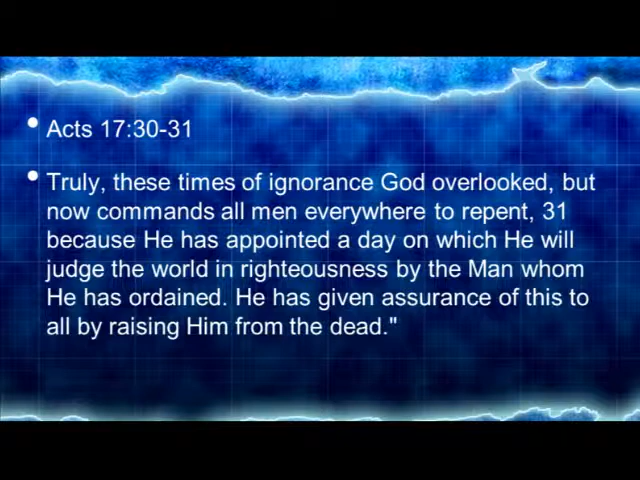 • Acts 17:30-31
• Truly, these times of ignorance God overlooked, but
now commands all men everywhere to repent, 31
because He has appointed a day on which He will
judge the world in righteousness by the Man whom
He has ordained. He has given assurance of this to
all by raising Him from the dead."